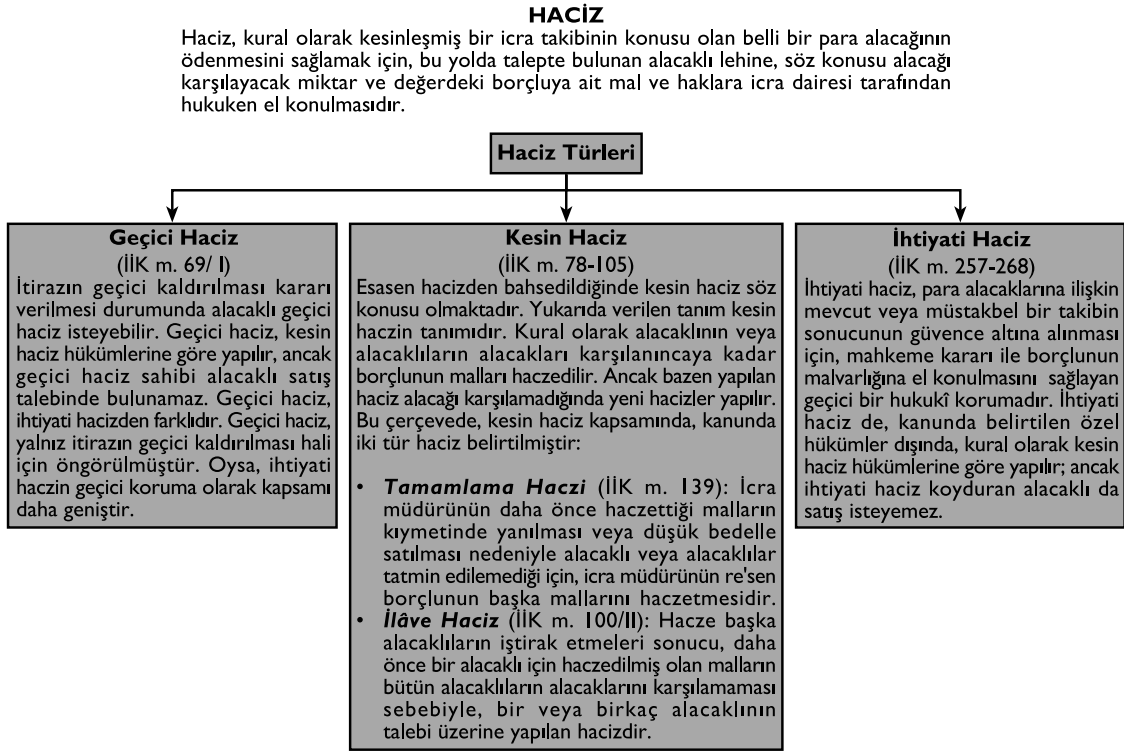 HACİZ
Haciz, kural olarak kesinleşmiş bir icra takibinin konusu olan belli bir para alacağının
ödenmesini sağlamak için, bu yolda talepte bulunan alacaklı lehine, söz konusu alacağı
karşılayacak miktar ve değerdeki borçluya ait mal ve haklara icra dairesi tarafından
hukuken el konulmasıdır.
Haciz Türleri
Geçici Haciz
(İİK m. 69/ I)
İtirazın geçici kaldırılması kararı
verilmesi durumunda alacaklı geçici
haciz isteyebilir. Geçici haciz, kesin
haciz hükümlerine göre yapılır, ancak
geçici haciz sahibi alacaklı satış
talebinde bulunamaz. Geçici haciz,
ihtiyati hacizden farklıdır. Geçici haciz,
yalnız itirazın geçici kaldırılması hali
için öngörülmüştür. Oysa, ihtiyati
haczin geçici koruma olarak kapsamı
daha geniştir.
Kesin Haciz
(İİK m. 78-105)
Esasen hacizden bahsedildiğinde kesin haciz söz
konusu olmaktadır. Yukarıda verilen tanım kesin
haczin tanımıdır. Kural olarak alacaklının veya
alacaklıların alacakları karşılanıncaya kadar
borçlunun malları haczedilir. Ancak bazen yapılan
haciz alacağı karşılamadığında yeni hacizler yapılır.
Bu çerçevede, kesin haciz kapsamında, kanunda
iki tür haciz belirtilmiştir:
• Tamamlama Haczi (İİK m. 139): İcra
müdürünün daha önce haczettiği malların
kıymetinde yanılması veya düşük bedelle
satılması nedeniyle alacaklı veya alacaklılar
tatmin edilemediği için, icra müdürünün re'sen
borçlunun başka mallarını haczetmesidir.
• İlâve Haciz (İİK m. 100/II): Hacze başka
alacaklıların iştirak etmeleri sonucu, daha
önce bir alacaklı için haczedilmiş olan malların
bütün alacaklıların alacaklarını karşılamaması
sebebiyle, bir veya birkaç alacaklının
talebi üzerine yapılan hacizdir.
İhtiyati Haciz
(İİK m. 257-268)
İhtiyati haciz, para alacaklarına ilişkin
mevcut veya müstakbel bir takibin
sonucunun güvence altına alınması
için, mahkeme kararı ile borçlunun
malvarlığına el konulmasını sağlayan
geçici bir hukukî korumadır. İhtiyati
haciz de, kanunda belirtilen özel
hükümler dışında, kural olarak kesin
haciz hükümlerine göre yapılır; ancak
ihtiyati haciz koyduran alacaklı da
satış isteyemez.